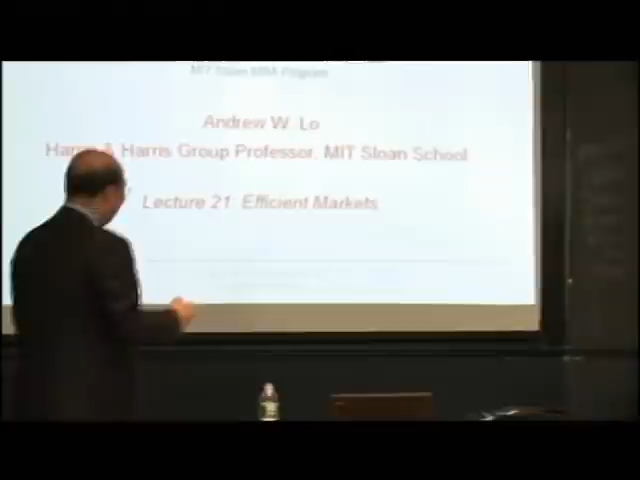 MIT Sloan MBA Program
Andrew W. Lo
Harris & Harris Group Professor, MIT Sloan School
Lecture 21: Efficient Markets